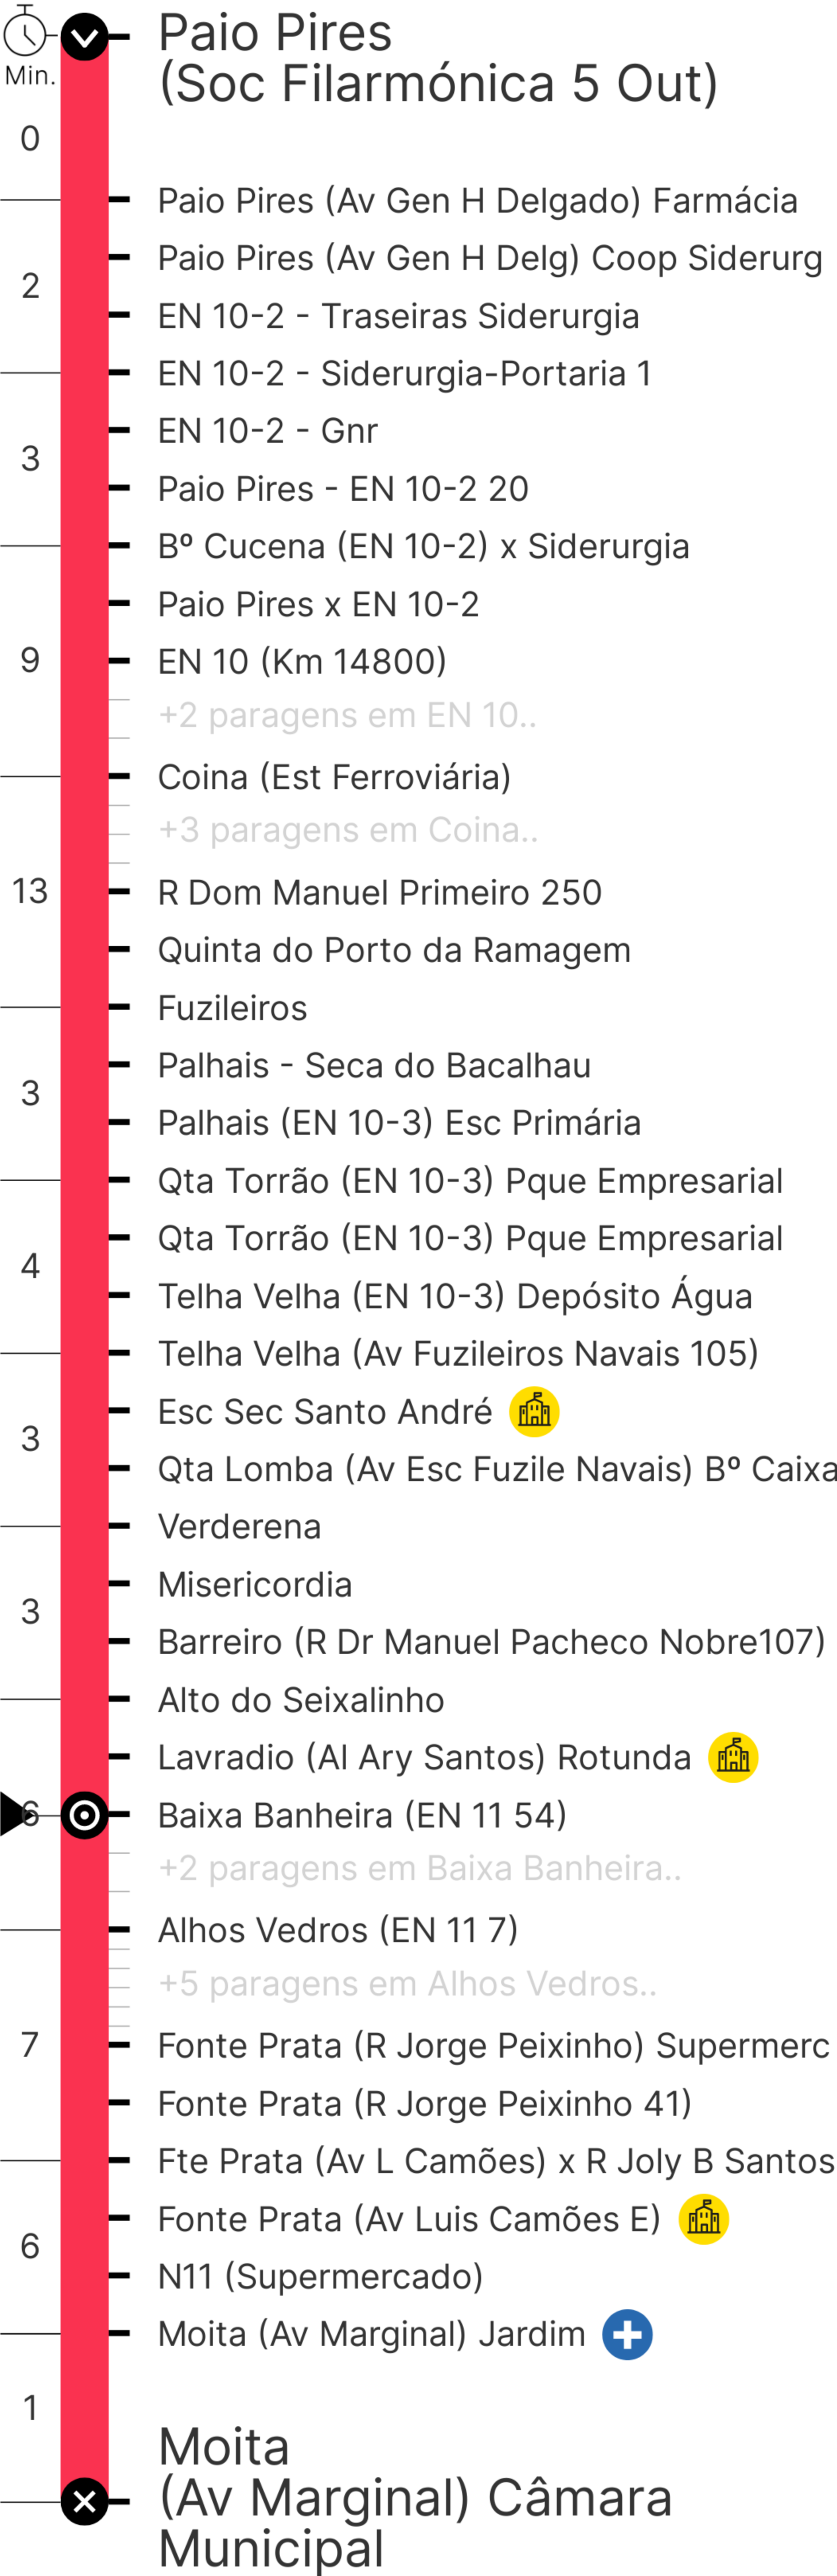 Paio Pires
(Soc Filarmónica 5 Out)
Min.
0
Paio Pires (Av Gen H Delgado) Farmácia
Paio Pires (Av Gen H Delg) Coop Siderurg
2
EN 10-2 - Traseiras Siderurgia
EN 10-2 - Siderurgia-Portaria 1
EN 10-2 - Gnr
3
Paio Pires - EN 10-2 20
Bº Cucena (EN 10-2) x Siderurgia
Paio Pires x EN 10-2
9
EN 10 (Km 14800)
+2 paragens em EN 10..
Coina (Est Ferroviária)
+3 paragens em Coina..
13
R Dom Manuel Primeiro 250
Quinta do Porto da Ramagem
Fuzileiros
Palhais - Seca do Bacalhau
3
Palhais (EN 10-3) Esc Primária
Qta Torrão (EN 10-3) Pque Empresarial
Qta Torrão (EN 10-3) Pque Empresarial
4
Telha Velha (EN 10-3) Depósito Água
Telha Velha (Av Fuzileiros Navais 105)
Esc Sec Santo André
3
Qta Lomba (Av Esc Fuzile Navais) Bº Caixa
Verderena
Misericordia
3
Barreiro (R Dr Manuel Pacheco Nobre107)
Alto do Seixalinho
Lavradio (Al Ary Santos) Rotunda
6
Baixa Banheira (EN 11 54)
+2 paragens em Baixa Banheira..
Alhos Vedros (EN 11 7)
+5 paragens em Alhos Vedros..
7
Fonte Prata (R Jorge Peixinho) Supermerc
Fonte Prata (R Jorge Peixinho 41)
Fte Prata (Av L Camões) x R Joly B Santos
Fonte Prata (Av Luis Camões E)
6
N11 (Supermercado)
Moita (Av Marginal) Jardim
1
Moita
(Av Marginal) Câmara
Municipal